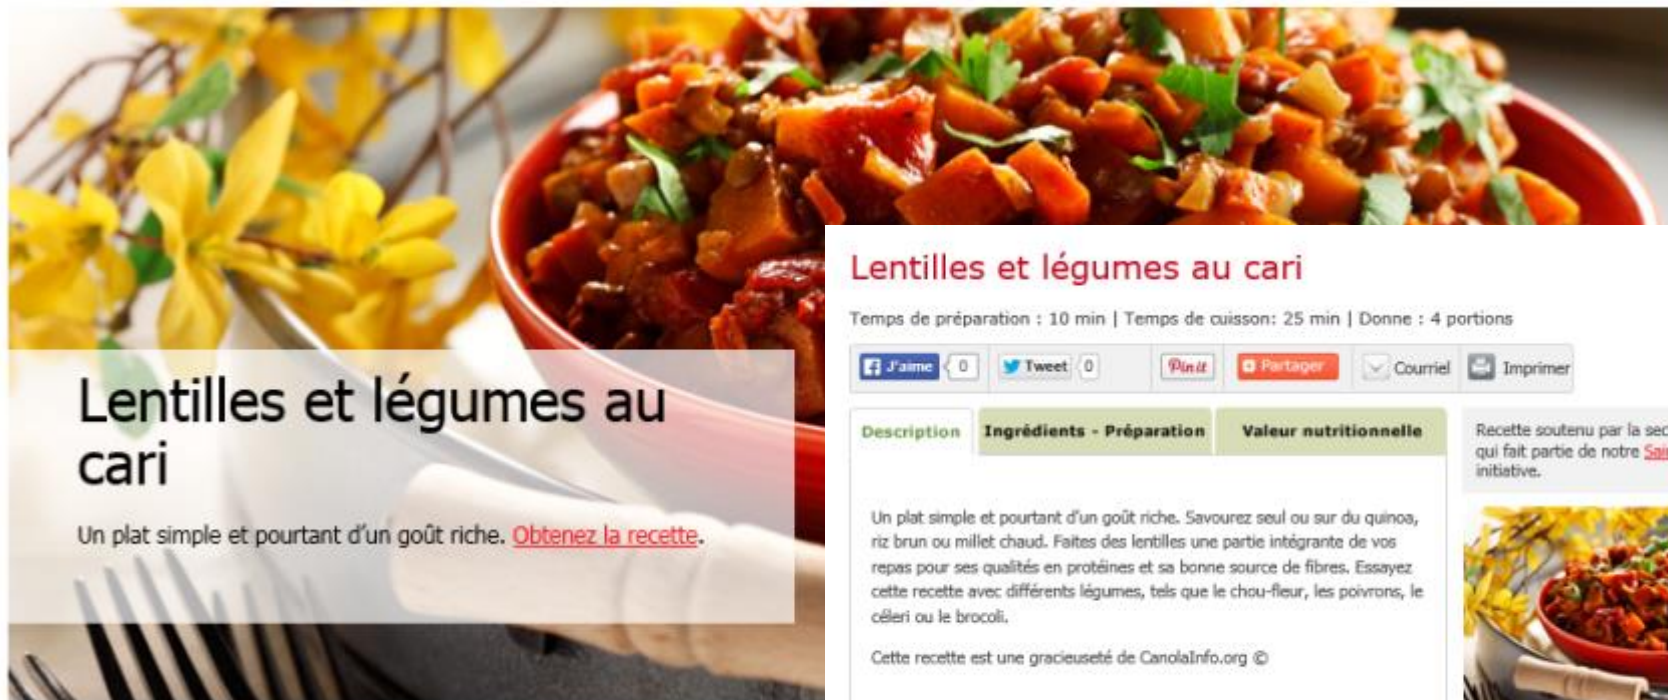 Lentilles et légumes au
cari
Un plat simple et pourtant d'un goût riche. Obtenez la recette.
Lentilles et légumes au cari
Temps de préparation : 10 min | Temps de cuisson: 25 min | Donne : 4 portions
J'aime 0 Tweet 0 Pin it Partager Courriel Imprimer
Description Ingrédients - Préparation Valeur nutritionnelle
Un plat simple et pourtant d'un goût riche. Savourez seul ou sur du quinoa,
riz brun ou millet chaud. Faites des lentilles une partie intégrante de vos
repas pour ses qualités en protéines et sa bonne source de fibres. Essayez
cette recette avec différents légumes, tels que le chou-fleur, les poivrons, le
céleri ou le brocoli.
Cette recette est une gracieuseté de CanolaInfo.org ©
Recette soutenu par la
qui fait partie de notre
initiative.